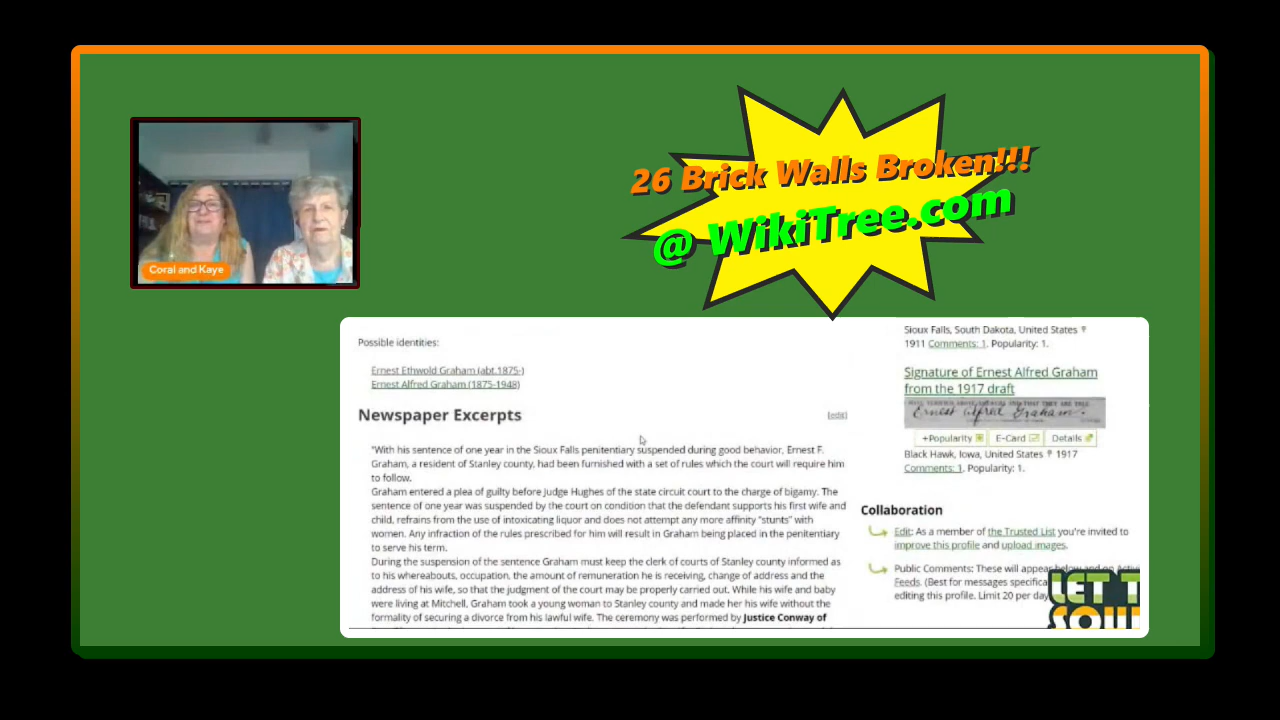 26 Brick Walls Broken!!!
@ WikiTree.com
Coral and Kaye
Possible identities:
Ernest Ethwold Graham (abt.1875-)
Ernest Alfred Graham (1875-1948)
Newspaper Excerpts
[edit]
"With his sentence of one year in the Sioux Falls penitentiary suspended during good behavior, Ernest F.
Graham, a resident of Stanley county, had been furnished with a set of rules which the court will require him
to follow.
Graham entered a plea of guilty before Judge Hughes of the state circuit court to the charge of bigamy. The
sentence of one year was suspended by the court on condition that the defendant supports his first wife and
child, refrains from the use of intoxicating liquor and does not attempt any more affinity "stunts" with
women. Any infraction of the rules prescribed for him will result in Graham being placed in the penitentiary
to serve his term.
During the suspension of the sentence Graham must keep the clerk of courts of Stanley county informed as
to his whereabouts, occupation, the amount of remuneration he is receiving, change of address and the
address of his wife, so that the judgment of the court may be properly carried out. While his wife and baby
were living at Mitchell, Graham took a young woman to Stanley county and made her his wife without the
formality of securing a divorce from his lawful wife. The ceremony was performed by Justice Conway of
Sioux Falls, South Dakota, United States
1911 Comments: 1. Popularity: 1.
Signature of Ernest Alfred Graham
from the 1917 draft
Ernest Alfred Graham.
+Popularity E-Card Details
Black Hawk, Iowa, United States 1917
Comments: 1. Popularity: 1.
Collaboration
Edit: As a member of the Trusted List you're invited to
improve this profile and upload images.
Public Comments: These will appear below and on Activi
Feeds. (Best for messages specifica
editing this profile. Limit 20 per day
LET T
SOU